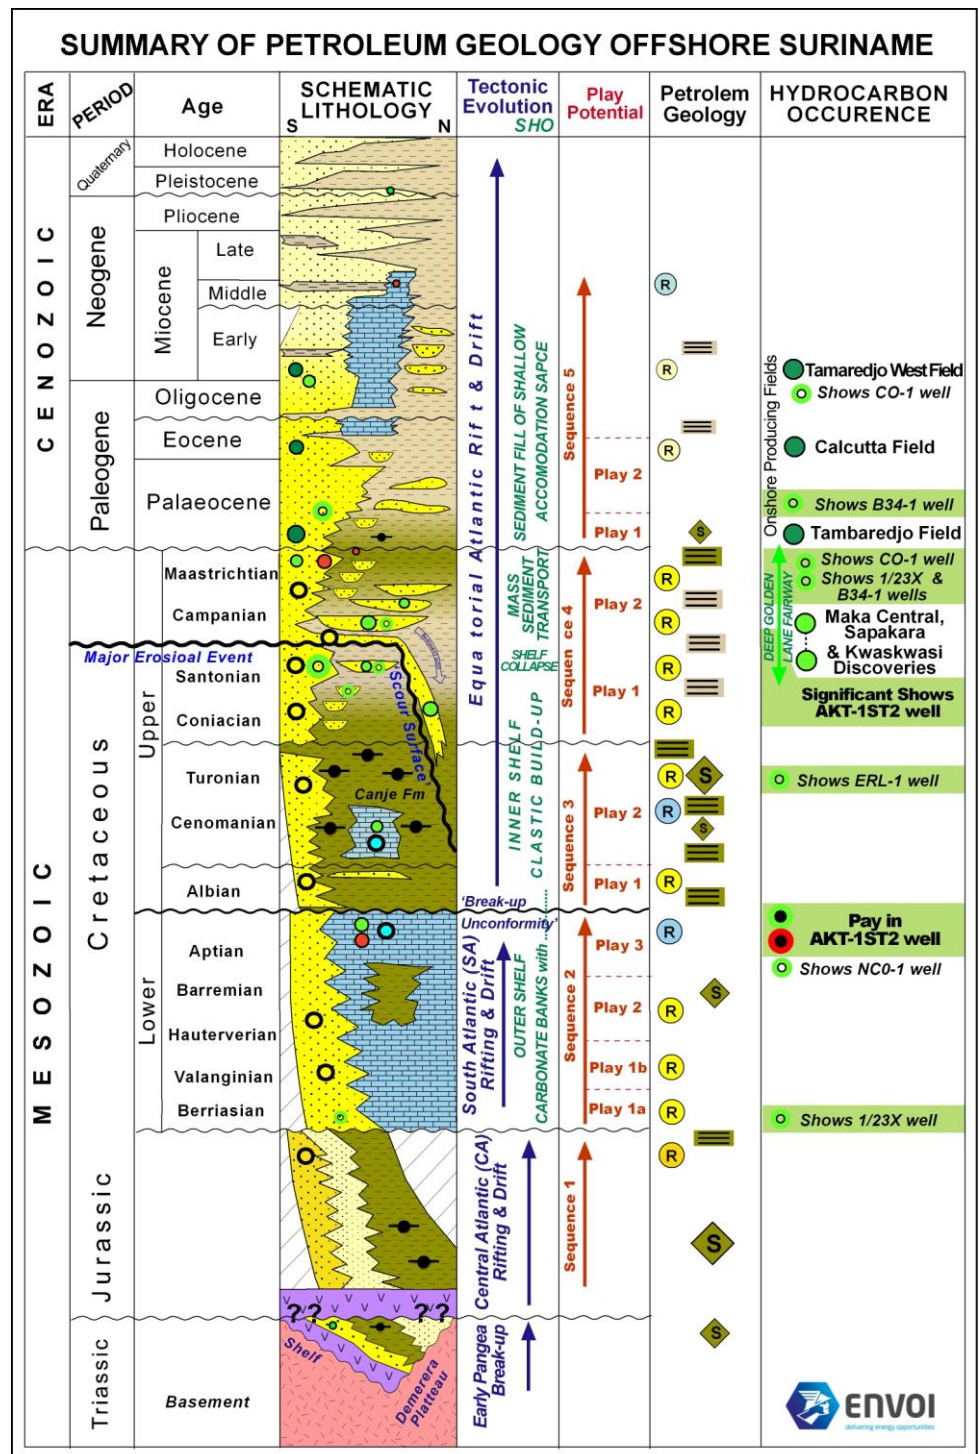 SUMMARY OF PETROLEUM GEOLOGY OFFSHORE SURINAME
ERA
PERIOD
Age
SCHEMATIC
LITHOLOGY
S N
Tectonic
Evolution
SHO
Play
Potential
Petrolem
Geology
HYDROCARBON
OCCURENCE
CENOZOIC
MESOZOIC
Quaternary
Neogene
Paleogene
Cretaceous
Jurassic
Triassic
Miocene
Upper
Lower
Holocene
Pleistocene
Pliocene
Late
Middle
Early
Oligocene
Eocene
Palaeocene
Maastrichtian
Campanian
Major Erosioal Event
Santonian
Coniacian
Turonian
Cenomanian
Albian
Aptian
Barremian
Hauterverian
Valanginian
Berriasian
Basement
'Scour Surface'
Canje Fm
? ? ? ?
Shelf
Demerera
Platteau
Equa torial Atlantic Rift & Drift
'Break-up
Unconformity'
South Atlantic (SA)
Rifting & Drift
Central Atlantic (CA)
Rifting & Drift
Early Pangea
Break-up
SEDIMENT FILL OF SHALLOW
ACCOMODATION SAPCE
MASS
SEDIMENT
TRANSPORT
SHELF
COLLAPSE
INNER SHELF
CLASTIC BUILD-UP
OUTER SHELF
CARBONATE BANKS with
Sequence 5
Play 2
Play 1
Sequen ce 4
Play 2
Play 1
Sequence 3
Play 2
Play 1
Sequence 2
Play 3
Play 2
Play 1b
Play 1a
Sequence 1
R
R
R
S
R
R
R
R
R
S
R
S
R
R
S
R
R
R
R
S
S
Onshore Producing Fields
Tamaredjo West Field
Shows CO-1 well
Calcutta Field
Shows B34-1 well
Tambaredjo Field
DEEP GOLDEN
LANE FAIRWAY
Shows CO-1 well
Shows 1/23X &
B34-1 wells
Maka Central,
Sapakara
& Kwaskwasi
Discoveries
Significant Shows
AKT-1ST2 well
Shows ERL-1 well
Pay in
AKT-1ST2 well
Shows NC0-1 well
Shows 1/23X well
ENVOI
delivering energy opportunities